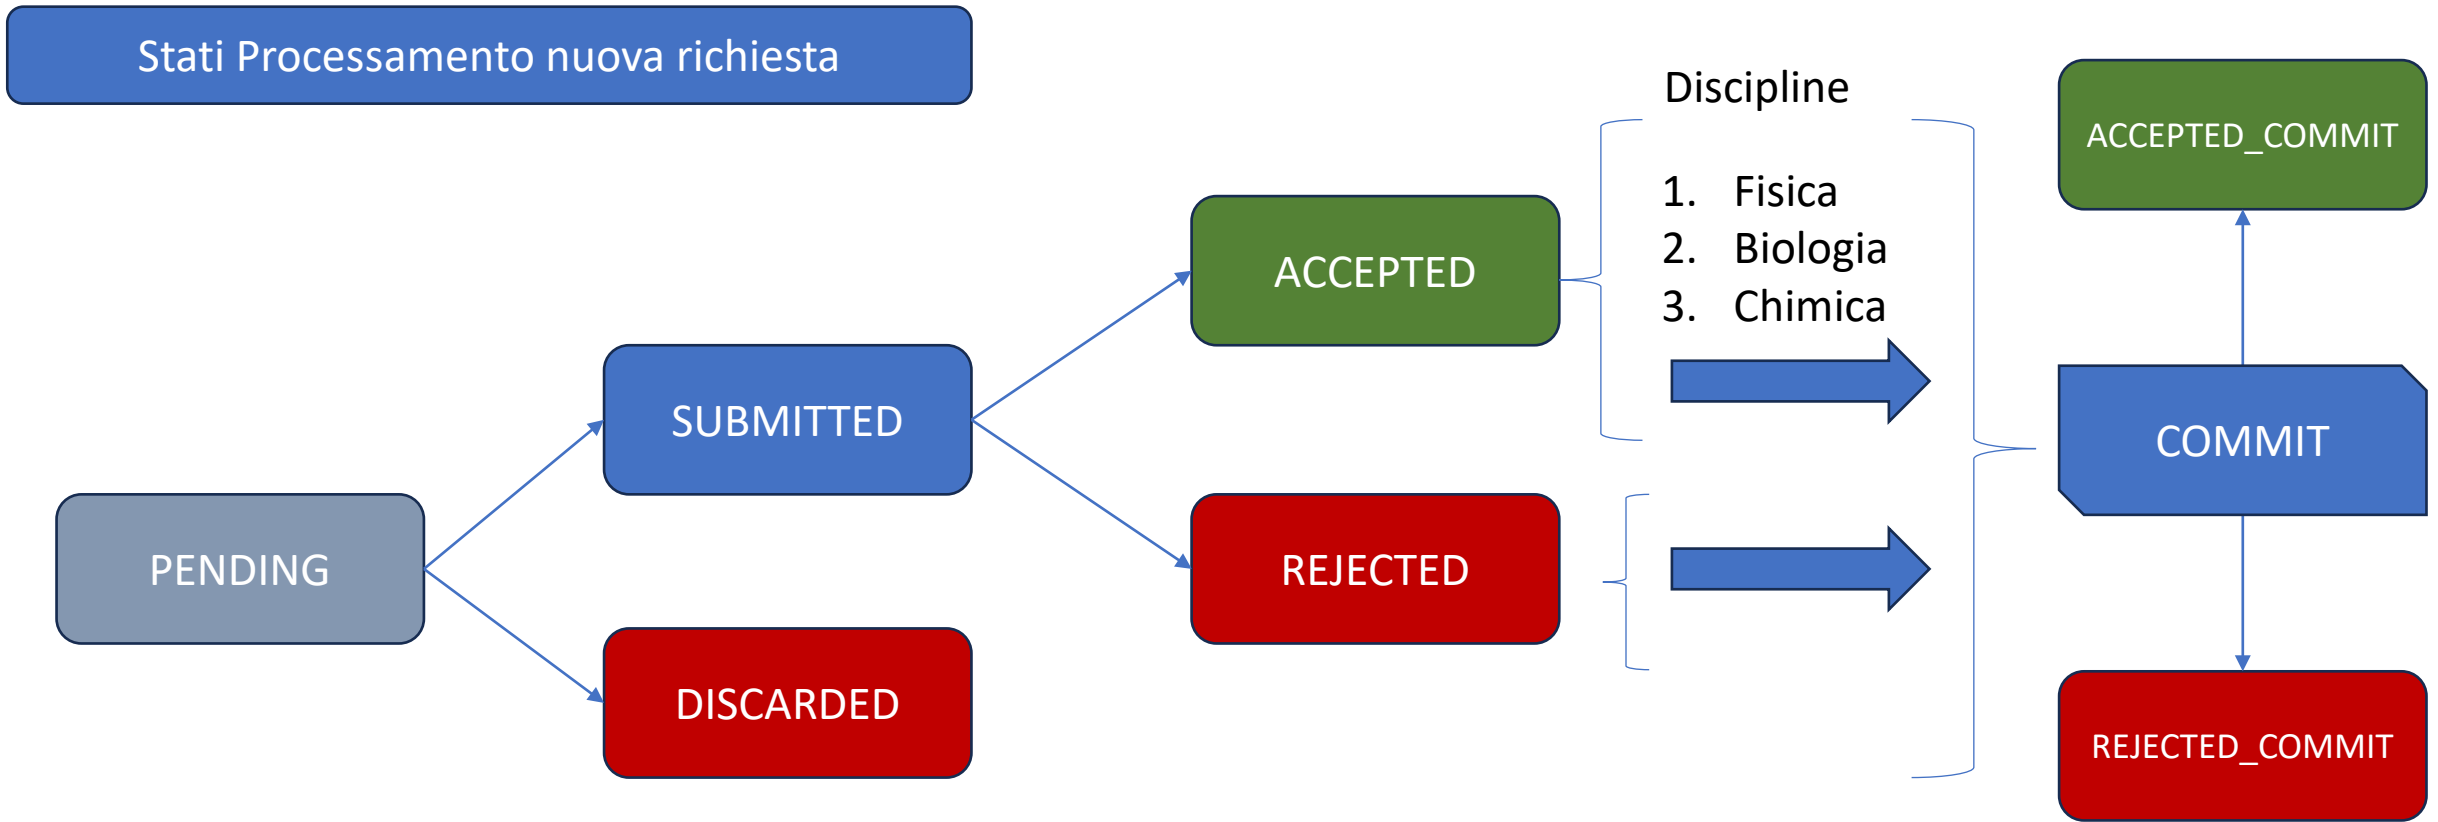 Stati Processamento nuova richiesta
PENDING
SUBMITTED
DISCARDED
ACCEPTED
REJECTED
Discipline
1. Fisica
2. Biologia
3. Chimica
ACCEPTED_COMMIT
COMMIT
REJECTED_COMMIT